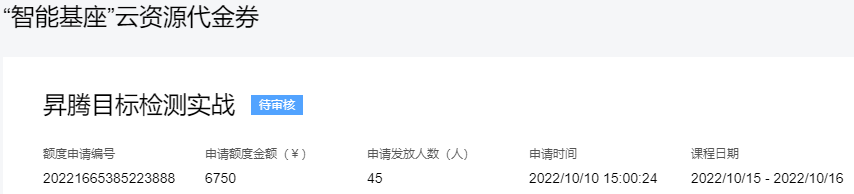 “智能基座”云资源代金券
昇腾目标检测实战 待审核
额度申请编号 申请额度金额（¥） 申请发放人数（人） 申请时间 课程日期
20221665385223888 6750 45 2022/10/10 15:00:24 2022/10/15 - 2022/10/16